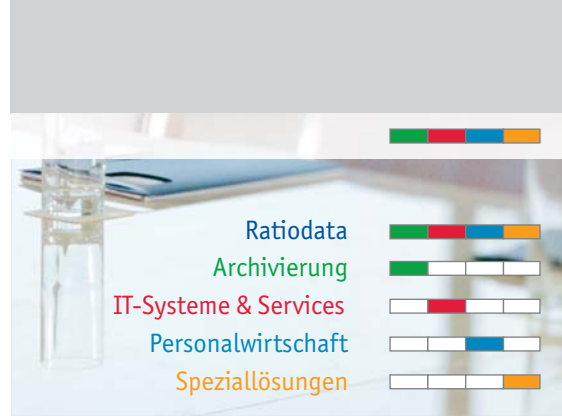 Ratiodata
Archivierung
IT-Systeme & Services
Personalwirtschaft
Speziallösungen